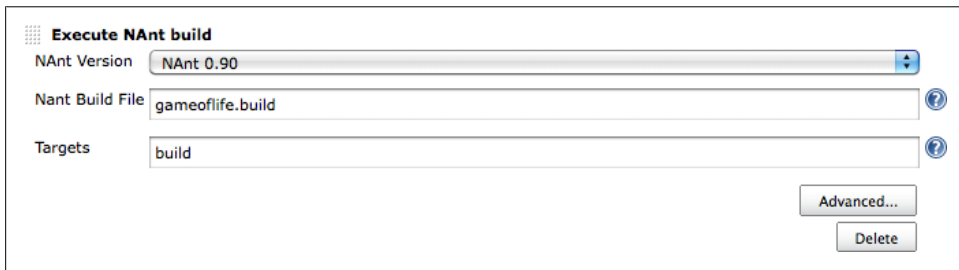 Execute NAnt build
NAnt Version NAnt 0.90
Nant Build File gameoflife.build
Targets build
Advanced...
Delete